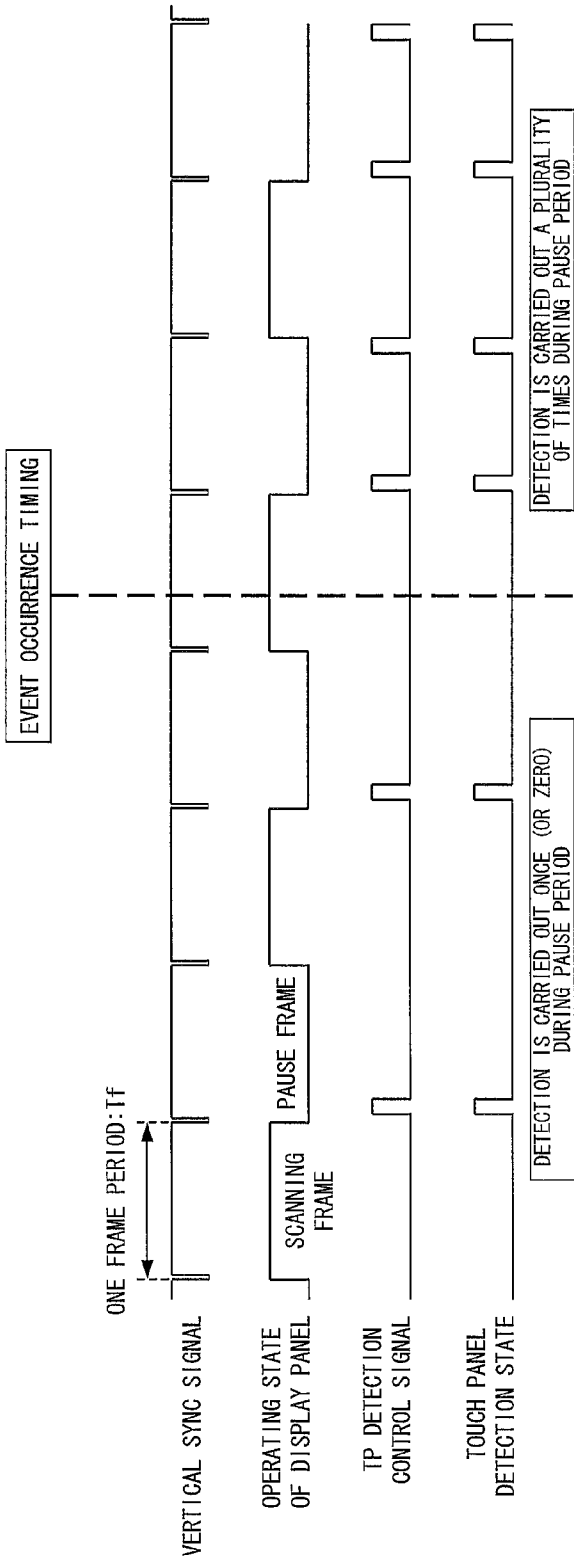 EVENT OCCURRENCE TIMING
ONE FRAME PERIOD:Tf
VERTICAL SYNC SIGNAL
OPERATING STATE
OF DISPLAY PANEL
SCANNING
FRAME
PAUSE FRAME
TP DETECTION
CONTROL SIGNAL
TOUCH PANEL
DETECTION STATE
DETECTION IS CARRIED OUT ONCE (OR ZERO)
DURING PAUSE PERIOD
DETECTION IS CARRIED OUT A PLURALITY
OF TIMES DURING PAUSE PERIOD